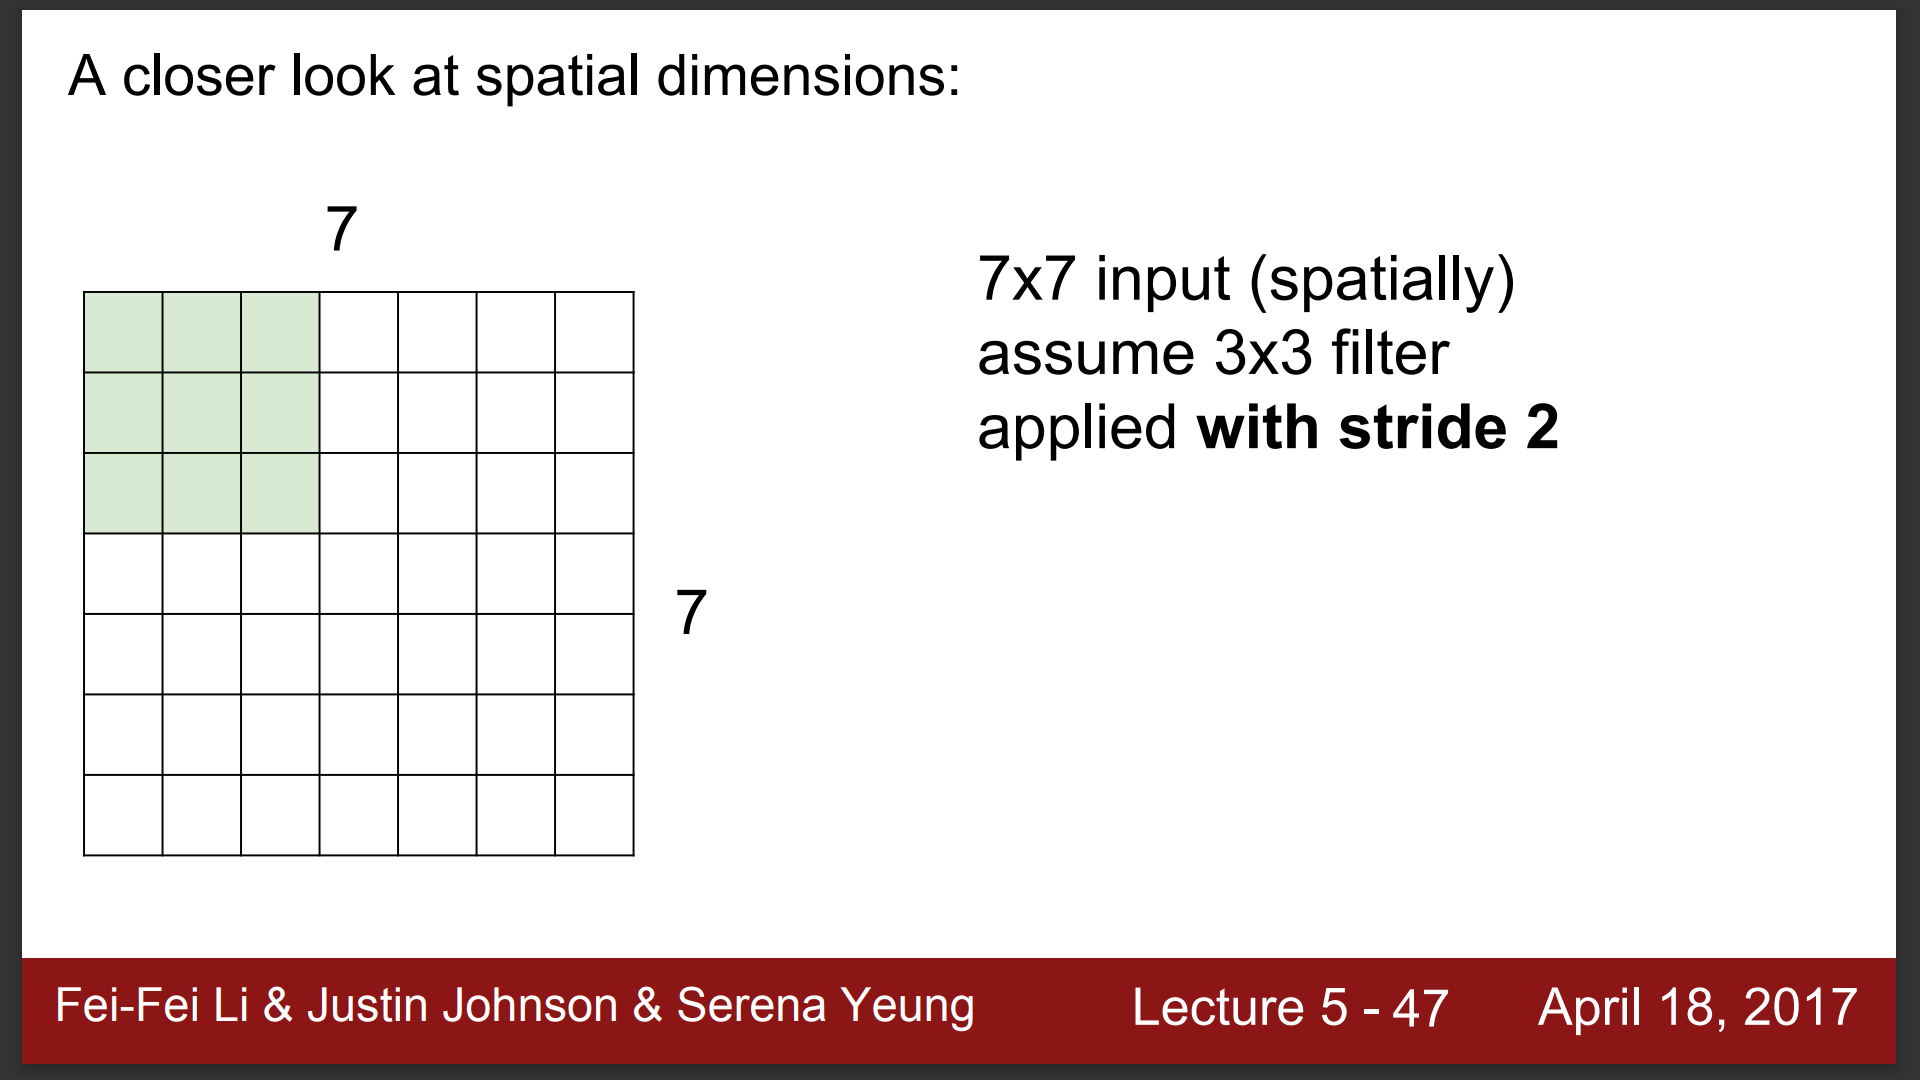 A closer look at spatial dimensions:
7
7x7 input (spatially)
assume 3x3 filter
applied with stride 2
7
Fei-Fei Li & Justin Johnson & Serena Yeung
Lecture 5 - 47
April 18, 2017